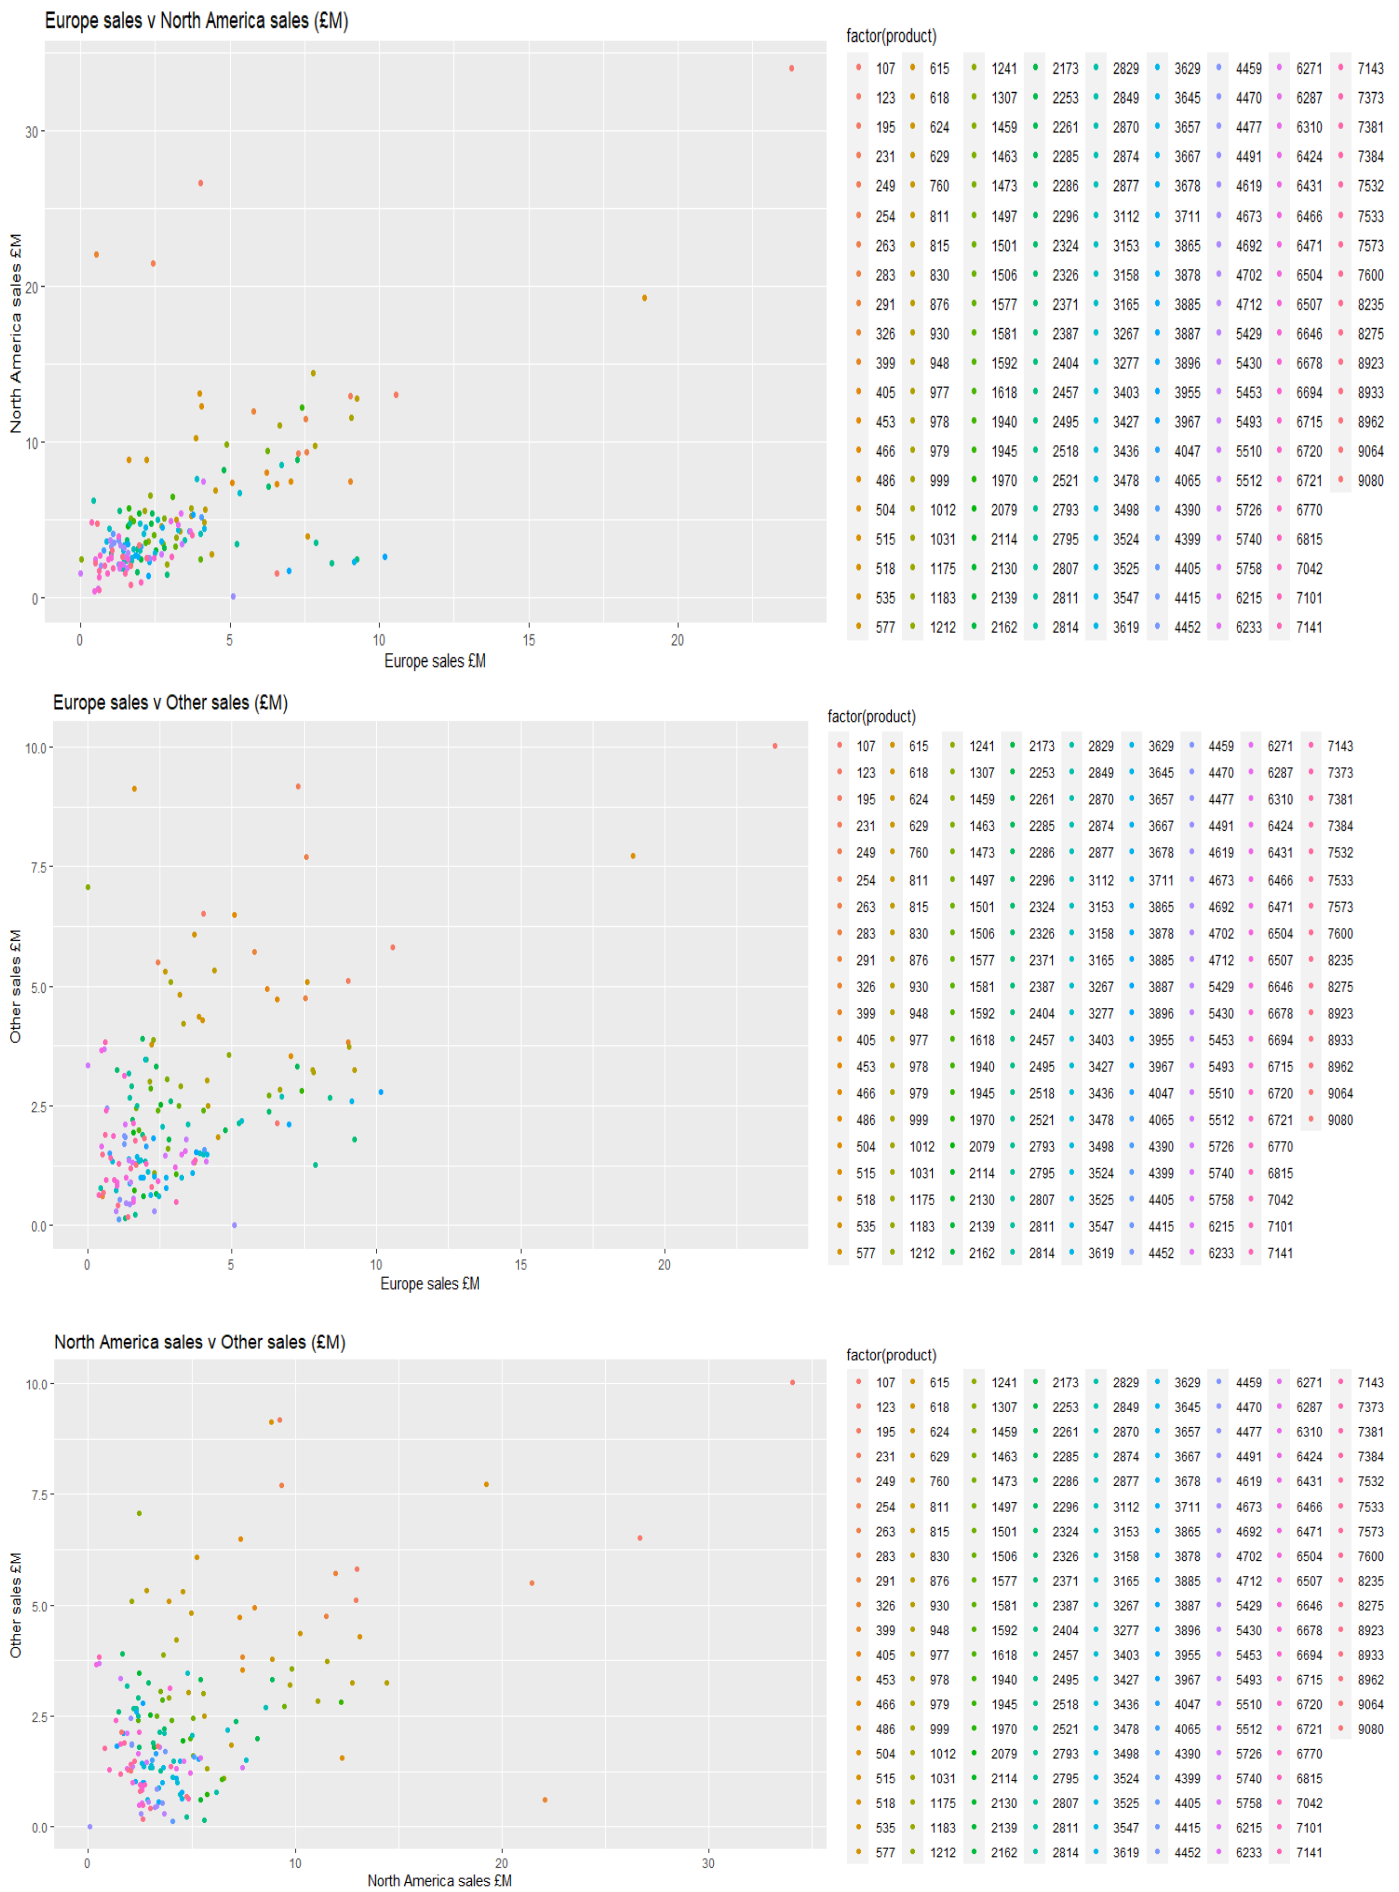 Europe sales v North America sales (£M)
North America sales £M
30
20
10
0
0 5 10 15 20
Europe sales £M
factor(product)
107 615 1241 2173 2829 3629 4459 6271 7143
123 618 1307 2253 2849 3645 4470 6287 7373
195 624 1459 2261 2870 3657 4477 6310 7381
231 629 1463 2285 2874 3667 4491 6424 7384
249 760 1473 2286 2877 3678 4619 6431 7532
254 811 1497 2296 3112 3711 4673 6466 7533
263 815 1501 2324 3153 3865 4692 6471 7573
283 830 1506 2326 3158 3878 4702 6504 7600
291 876 1577 2371 3165 3885 4712 6507 8235
326 930 1581 2387 3267 3887 5429 6646 8275
399 948 1592 2404 3277 3896 5430 6678 8923
405 977 1618 2457 3403 3955 5453 6694 8933
453 978 1940 2495 3427 3967 5493 6715 8962
466 979 1945 2518 3436 4047 5510 6720 9064
486 999 1970 2521 3478 4065 5512 6721 9080
504 1012 2079 2793 3498 4390 5726 6770
515 1031 2114 2795 3524 4399 5740 6815
518 1175 2130 2807 3525 4405 5758 7042
535 1183 2139 2811 3547 4415 6215 7101
577 1212 2162 2814 3619 4452 6233 7141
Europe sales v Other sales (£M)
Other sales £M
10.0
7.5
5.0
2.5
0.0
0 5 10 15 20
Europe sales £M
factor(product)
107 615 1241 2173 2829 3629 4459 6271 7143
123 618 1307 2253 2849 3645 4470 6287 7373
195 624 1459 2261 2870 3657 4477 6310 7381
231 629 1463 2285 2874 3667 4491 6424 7384
249 760 1473 2286 2877 3678 4619 6431 7532
254 811 1497 2296 3112 3711 4673 6466 7533
263 815 1501 2324 3153 3865 4692 6471 7573
283 830 1506 2326 3158 3878 4702 6504 7600
291 876 1577 2371 3165 3885 4712 6507 8235
326 930 1581 2387 3267 3887 5429 6646 8275
399 948 1592 2404 3277 3896 5430 6678 8923
405 977 1618 2457 3403 3955 5453 6694 8933
453 978 1940 2495 3427 3967 5493 6715 8962
466 979 1945 2518 3436 4047 5510 6720 9064
486 999 1970 2521 3478 4065 5512 6721 9080
504 1012 2079 2793 3498 4390 5726 6770
515 1031 2114 2795 3524 4399 5740 6815
518 1175 2130 2807 3525 4405 5758 7042
535 1183 2139 2811 3547 4415 6215 7101
577 1212 2162 2814 3619 4452 6233 7141
North America sales v Other sales (£M)
Other sales £M
10.0
7.5
5.0
2.5
0.0
0 10 20 30
North America sales £M
factor(product)
107 615 1241 2173 2829 3629 4459 6271 7143
123 618 1307 2253 2849 3645 4470 6287 7373
195 624 1459 2261 2870 3657 4477 6310 7381
231 629 1463 2285 2874 3667 4491 6424 7384
249 760 1473 2286 2877 3678 4619 6431 7532
254 811 1497 2296 3112 3711 4673 6466 7533
263 815 1501 2324 3153 3865 4692 6471 7573
283 830 1506 2326 3158 3878 4702 6504 7600
291 876 1577 2371 3165 3885 4712 6507 8235
326 930 1581 2387 3267 3887 5429 6646 8275
399 948 1592 2404 3277 3896 5430 6678 8923
405 977 1618 2457 3403 3955 5453 6694 8933
453 978 1940 2495 3427 3967 5493 6715 8962
466 979 1945 2518 3436 4047 5510 6720 9064
486 999 1970 2521 3478 4065 5512 6721 9080
504 1012 2079 2793 3498 4390 5726 6770
515 1031 2114 2795 3524 4399 5740 6815
518 1175 2130 2807 3525 4405 5758 7042
535 1183 2139 2811 3547 4415 6215 7101
577 1212 2162 2814 3619 4452 6233 7141